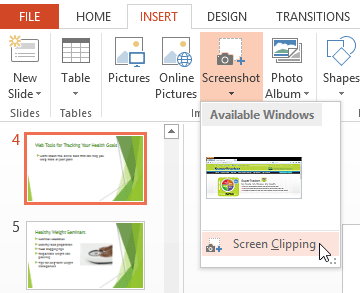 FILE HOME INSERT DESIGN TRANSITIONS
New Slide
Table
Pictures
Online Pictures
Screenshot
Photo Album
Shapes
Slides
Tables
Im
Available Windows
Screen Clipping
4
Web Tools for Tracking Your Health Goals
5
Healthy Weight Seminars